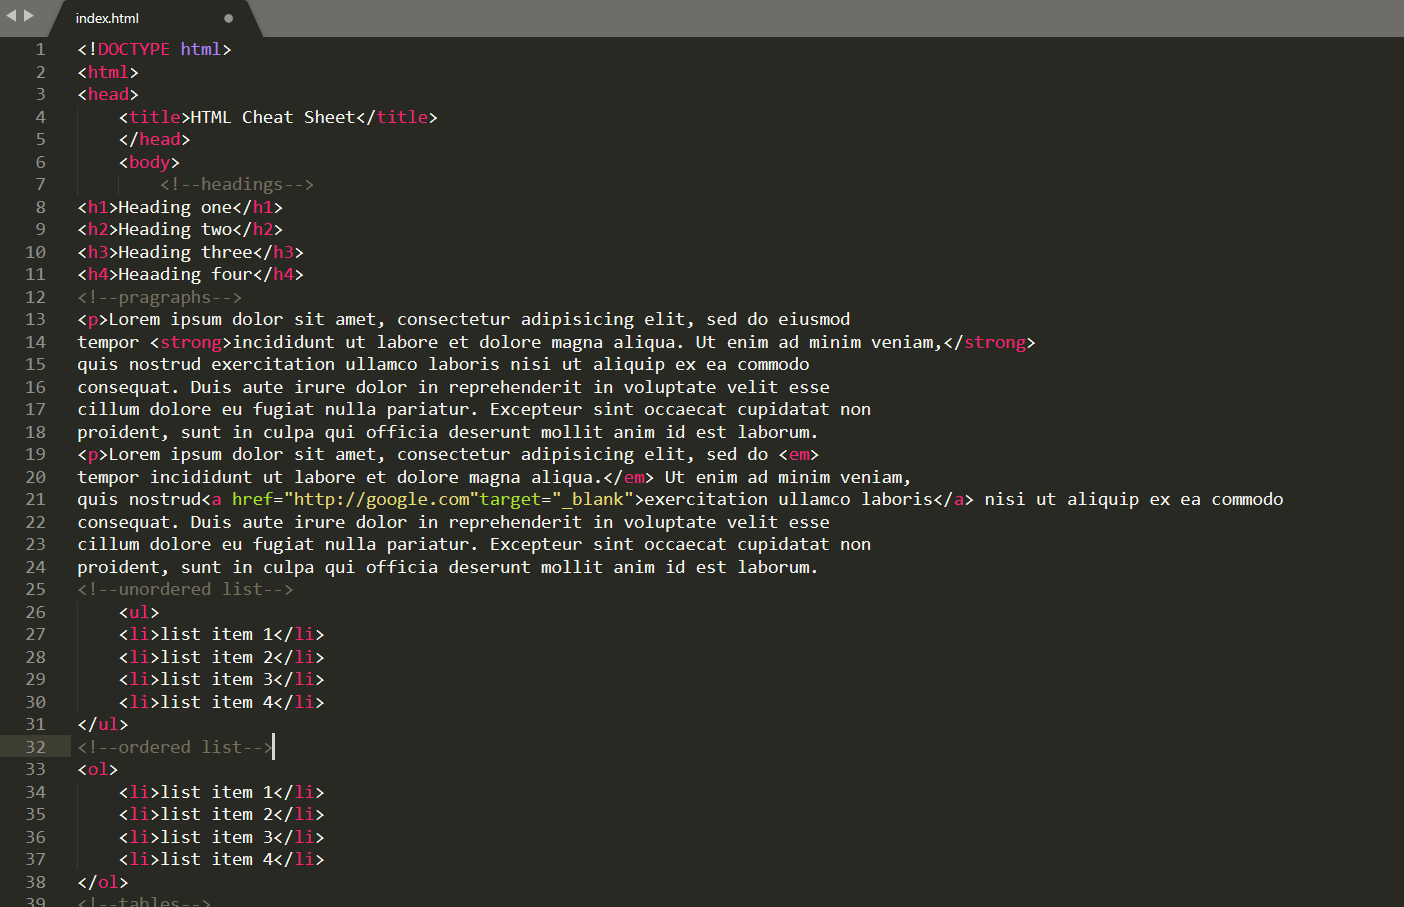 index.html
1 <!DOCTYPE html>
2 <html>
3 <head>
4 <title>HTML Cheat Sheet</title>
5 </head>
6 <body>
7 <!--headings-->
8 <h1>Heading one</h1>
9 <h2>Heading two</h2>
10 <h3>Heading three</h3>
11 <h4>Heaading four</h4>
12 <!--pragraphs-->
13 <p>Lorem ipsum dolor sit amet, consectetur adipisicing elit, sed do eiusmod
14 tempor <strong>incididunt ut labore et dolore magna aliqua. Ut enim ad minim veniam,</strong>
15 quis nostrud exercitation ullamco laboris nisi ut aliquip ex ea commodo
16 consequat. Duis aute irure dolor in reprehenderit in voluptate velit esse
17 cillum dolore eu fugiat nulla pariatur. Excepteur sint occaecat cupidatat non
18 proident, sunt in culpa qui officia deserunt mollit anim id est laborum.
19 <p>Lorem ipsum dolor sit amet, consectetur adipisicing elit, sed do <em>
20 tempor incididunt ut labore et dolore magna aliqua.</em> Ut enim ad minim veniam,
21 quis nostrud<a href="http://google.com"target="_blank">exercitation ullamco laboris</a> nisi ut aliquip ex ea commodo
22 consequat. Duis aute irure dolor in reprehenderit in voluptate velit esse
23 cillum dolore eu fugiat nulla pariatur. Excepteur sint occaecat cupidatat non
24 proident, sunt in culpa qui officia deserunt mollit anim id est laborum.
25 <!--unordered list-->
26 <ul>
27 <li>list item 1</li>
28 <li>list item 2</li>
29 <li>list item 3</li>
30 <li>list item 4</li>
31 </ul>
32 <!--ordered list-->
33 <ol>
34 <li>list item 1</li>
35 <li>list item 2</li>
36 <li>list item 3</li>
37 <li>list item 4</li>
38 </ol>
39 <!--tables-->